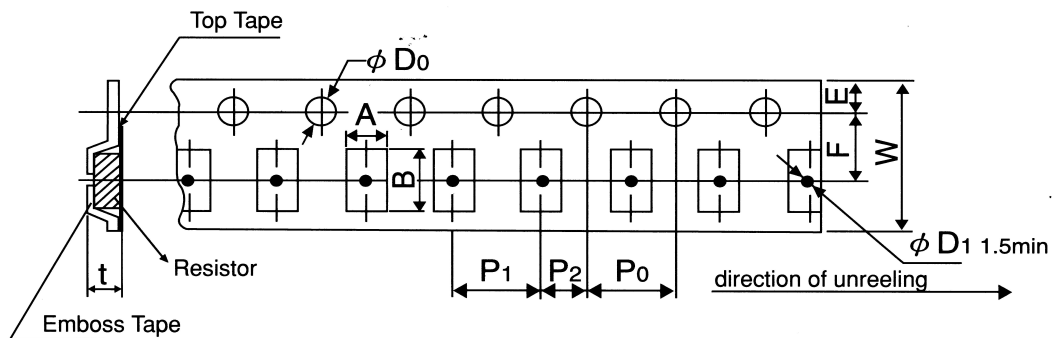 Top Tape
φ D0
A
E
F
W
B
φ D1 1.5min
P1
P2
P0
direction of unreeling
t
Resistor
Emboss Tape